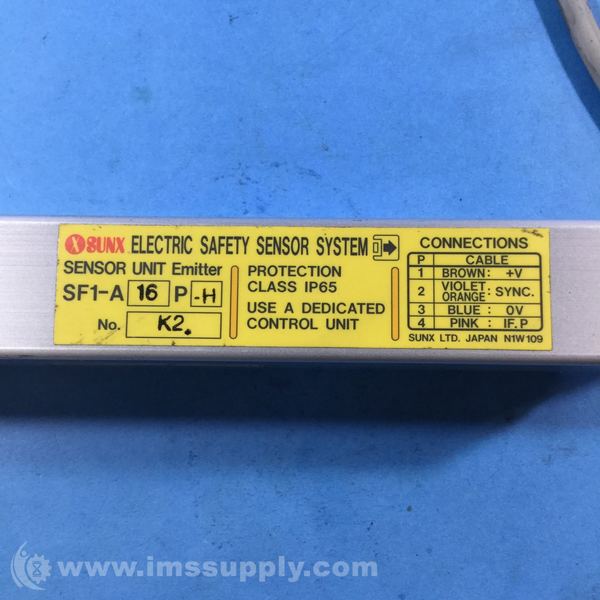 SUNX ELECTRIC SAFETY SENSOR SYSTEM
SENSOR UNIT Emitter
SF1-A 16 P -H
No. K2.
PROTECTION
CLASS IP65
USE A DEDICATED
CONTROL UNIT
CONNECTIONS
P CABLE
1 BROWN: +V
2 VIOLET ORANGE: SYNC.
3 BLUE: 0V
4 PINK: IF.P
SUNX LTD. JAPAN N1W109
www.imssupply.com